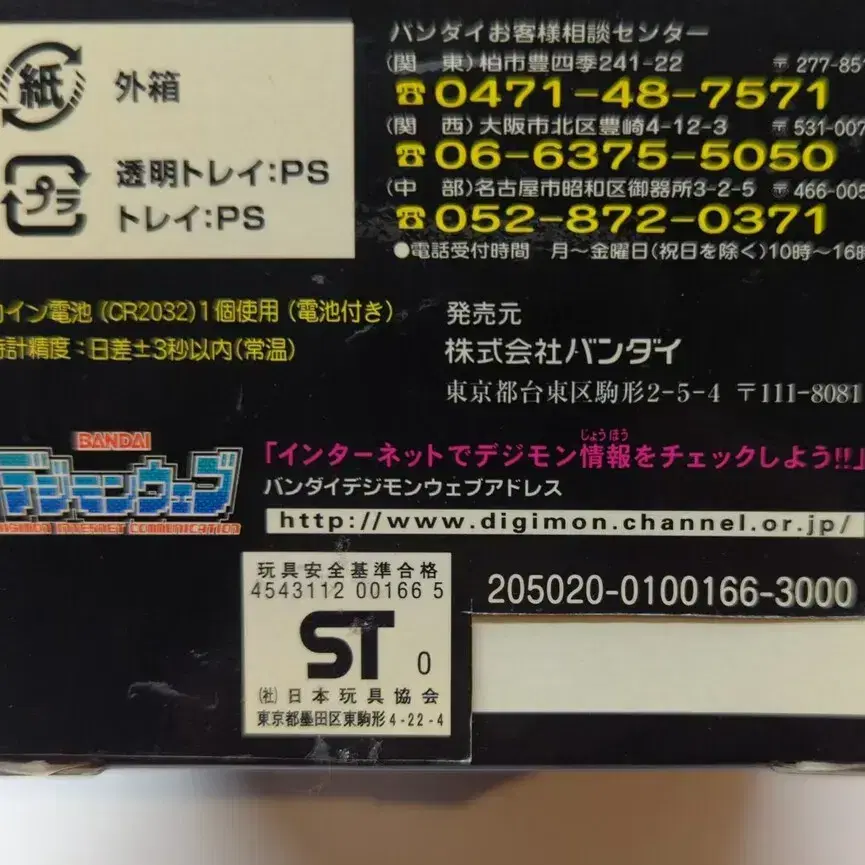 紙 外箱
プラ 透明トレイ:PS
トレイ:PS
バンダイお客様相談センター
(関 東)柏市豊四季241-22 〒277-851
☎0471-48-7571
(関 西)大阪市北区豊崎4-12-3 〒531-007
☎06-6375-5050
(中 部)名古屋市昭和区御器所3-2-5 〒466-005
☎052-872-0371
●電話受付時間 月〜金曜日(祝日を除く)10時〜16時
イン電池(CR2032)1個使用(電池付き)
計精度:日差±3秒以内(常温)
発売元
株式会社バンダイ
東京都台東区駒形2-5-4 〒111-8081
BANDAI
デジモンウェブ
DIGIMON INTERNET COMMUNICATION
じょうほう
「インターネットでデジモン情報をチェックしよう!!」
バンダイデジモンウェブアドレス
http://www.digimon.channel.or.jp/
玩具安全基準合格
4543112 00166 5
ST 0
(社)日本玩具協会
東京都墨田区東駒形4-22-4
205020-0100166-3000